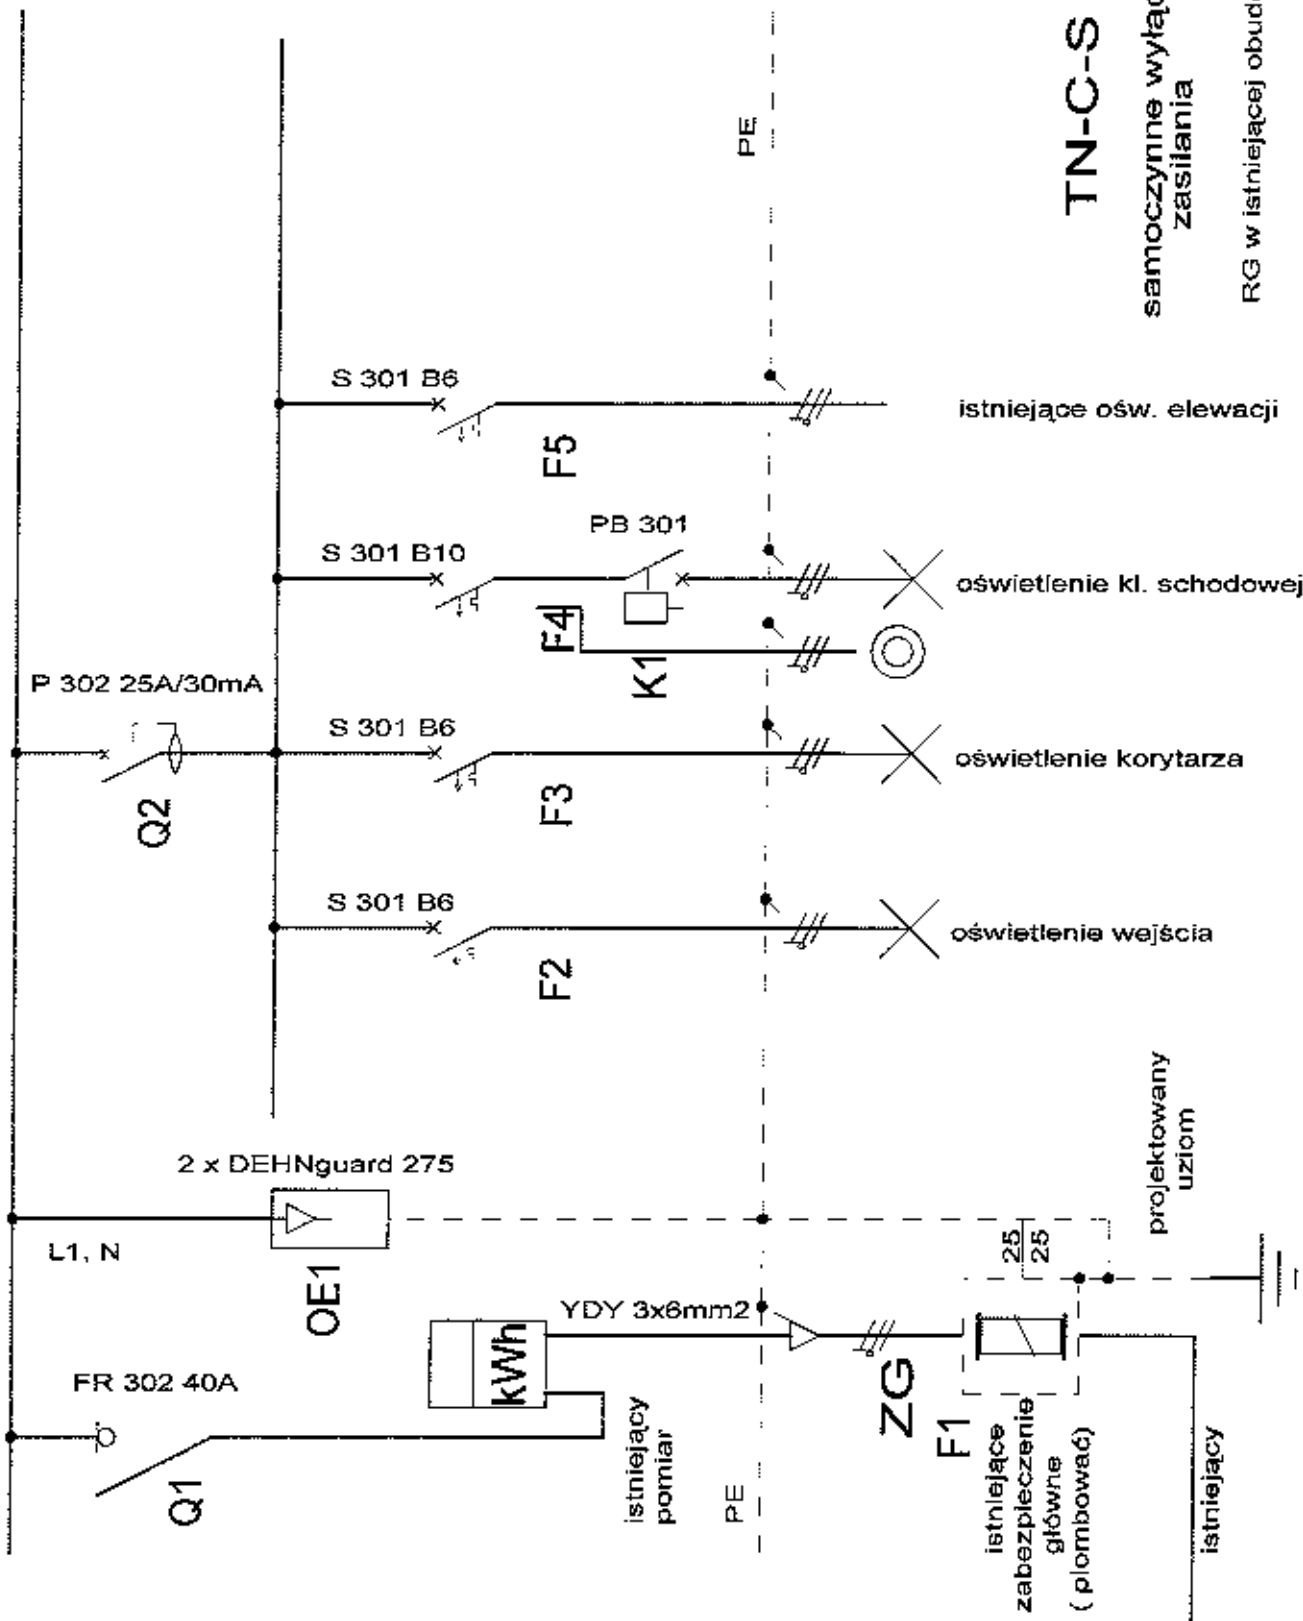 TN-C-S
samoczynne
zasilania
RG w istniejącej
PE
S 301 B6
F5
istniejące ośw. elewacji
S 301 B10
PB 301
F4
K1
oświetlenie kl. schodowej
P 302 25A/30mA
Q2
S 301 B6
F3
oświetlenie korytarza
S 301 B6
F2
oświetlenie wejścia
2 x DEHNguard 275
L1, N
OE1
25
25
projektowany
uziom
FR 302 40A
Q1
kWh
YDY 3x6mm2
istniejący
pomiar
PE
ZG
F1
istniejące
zabezpieczenie
główne
( plombować)
istniejący